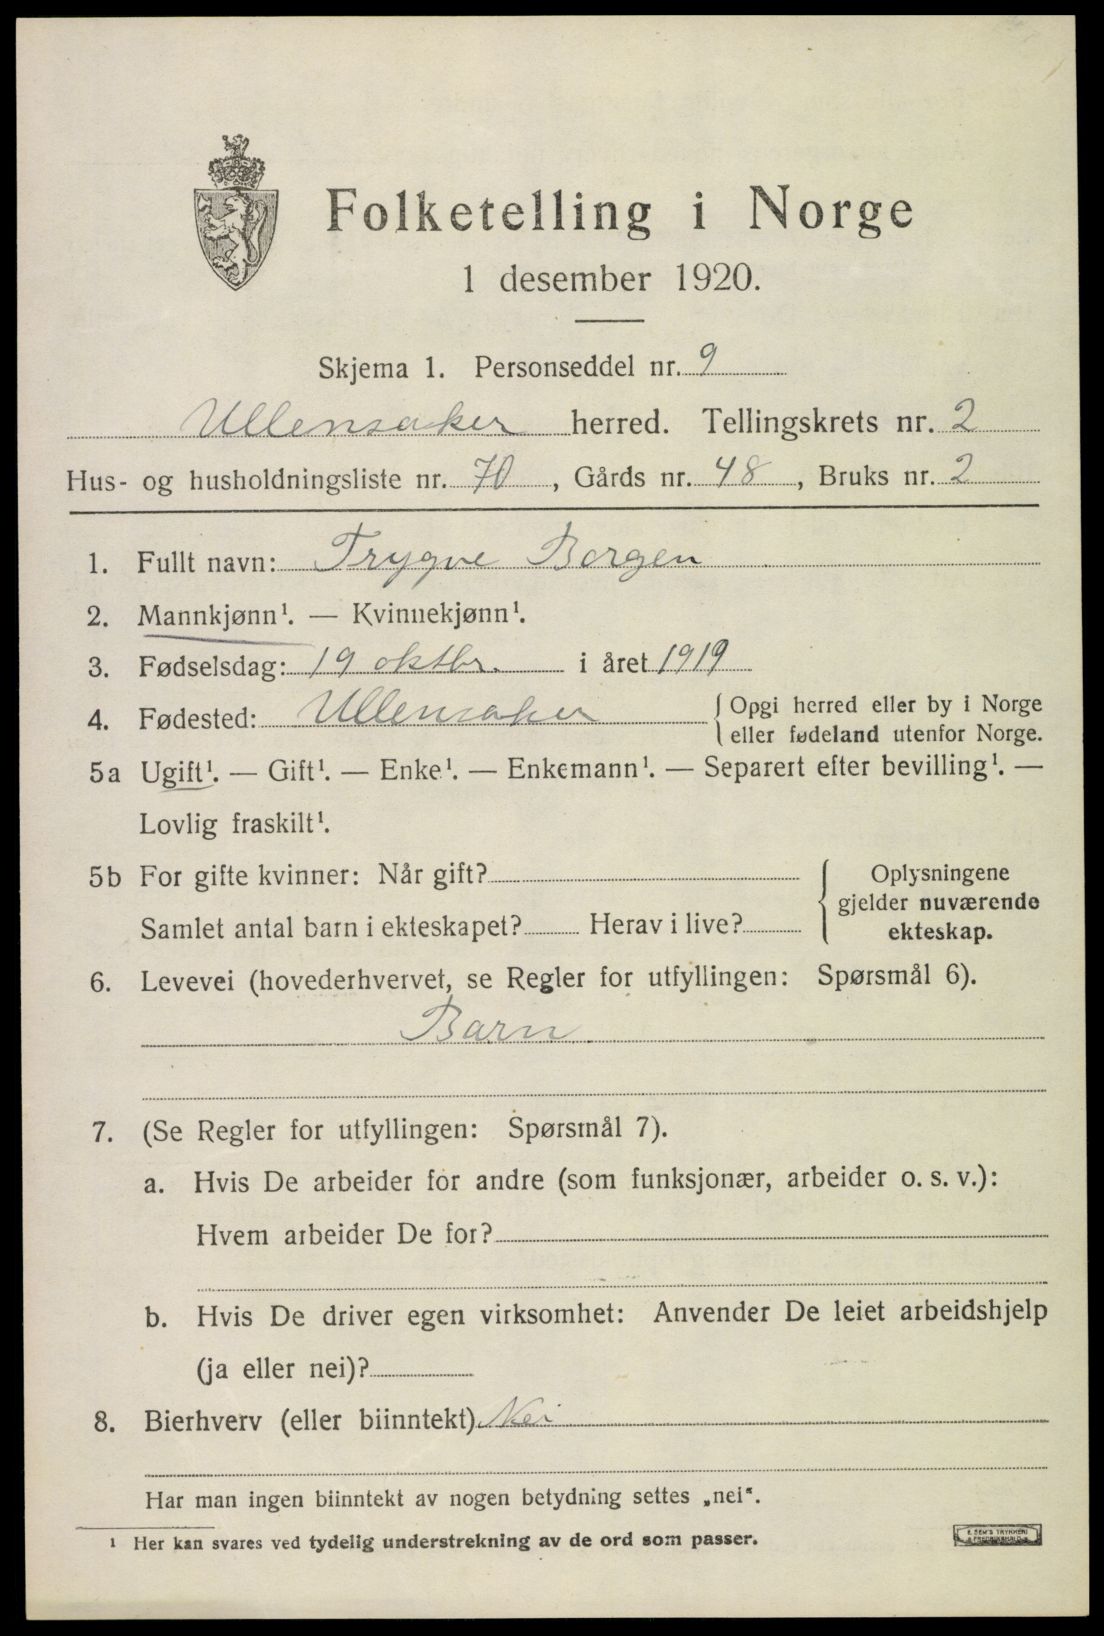 Folketelling i Norge
1 desember 1920.
Skjema 1. Personseddel nr. 9
Ullensaker herred. Tellingskrets nr. 2
Hus- og husholdningsliste nr. 70, Gårds nr. 48, Bruks nr. 2
1. Fullt navn: Trygve Borgen
2. Mannkjønn¹. — Kvinnekjønn¹.
3. Fødselsdag: 19 oktbr. i året 1919
4. Fødested: Ullensaker { Opgi herred eller by i Norge
eller fødeland utenfor Norge.
5a Ugift¹. — Gift¹. — Enke¹. — Enkemann¹. — Separert efter bevilling¹. —
Lovlig fraskilt¹.
5b For gifte kvinner: Når gift?
Samlet antal barn i ekteskapet? Herav i live?
Oplysningene
gjelder nuværende
ekteskap.
6. Levevei (hovederhvervet, se Regler for utfyllingen: Spørsmål 6).
Barn
7. (Se Regler for utfyllingen: Spørsmål 7).
a. Hvis De arbeider for andre (som funksjonær, arbeider o. s. v.):
Hvem arbeider De for?
b. Hvis De driver egen virksomhet: Anvender De leiet arbeidshjelp
(ja eller nei)?
8. Bierhverv (eller biinntekt) Nei
Har man ingen biinntekt av nogen betydning settes „nei“.
¹ Her kan svares ved tydelig understrekning av de ord som passer.
E. SEM'S TRYKKERI